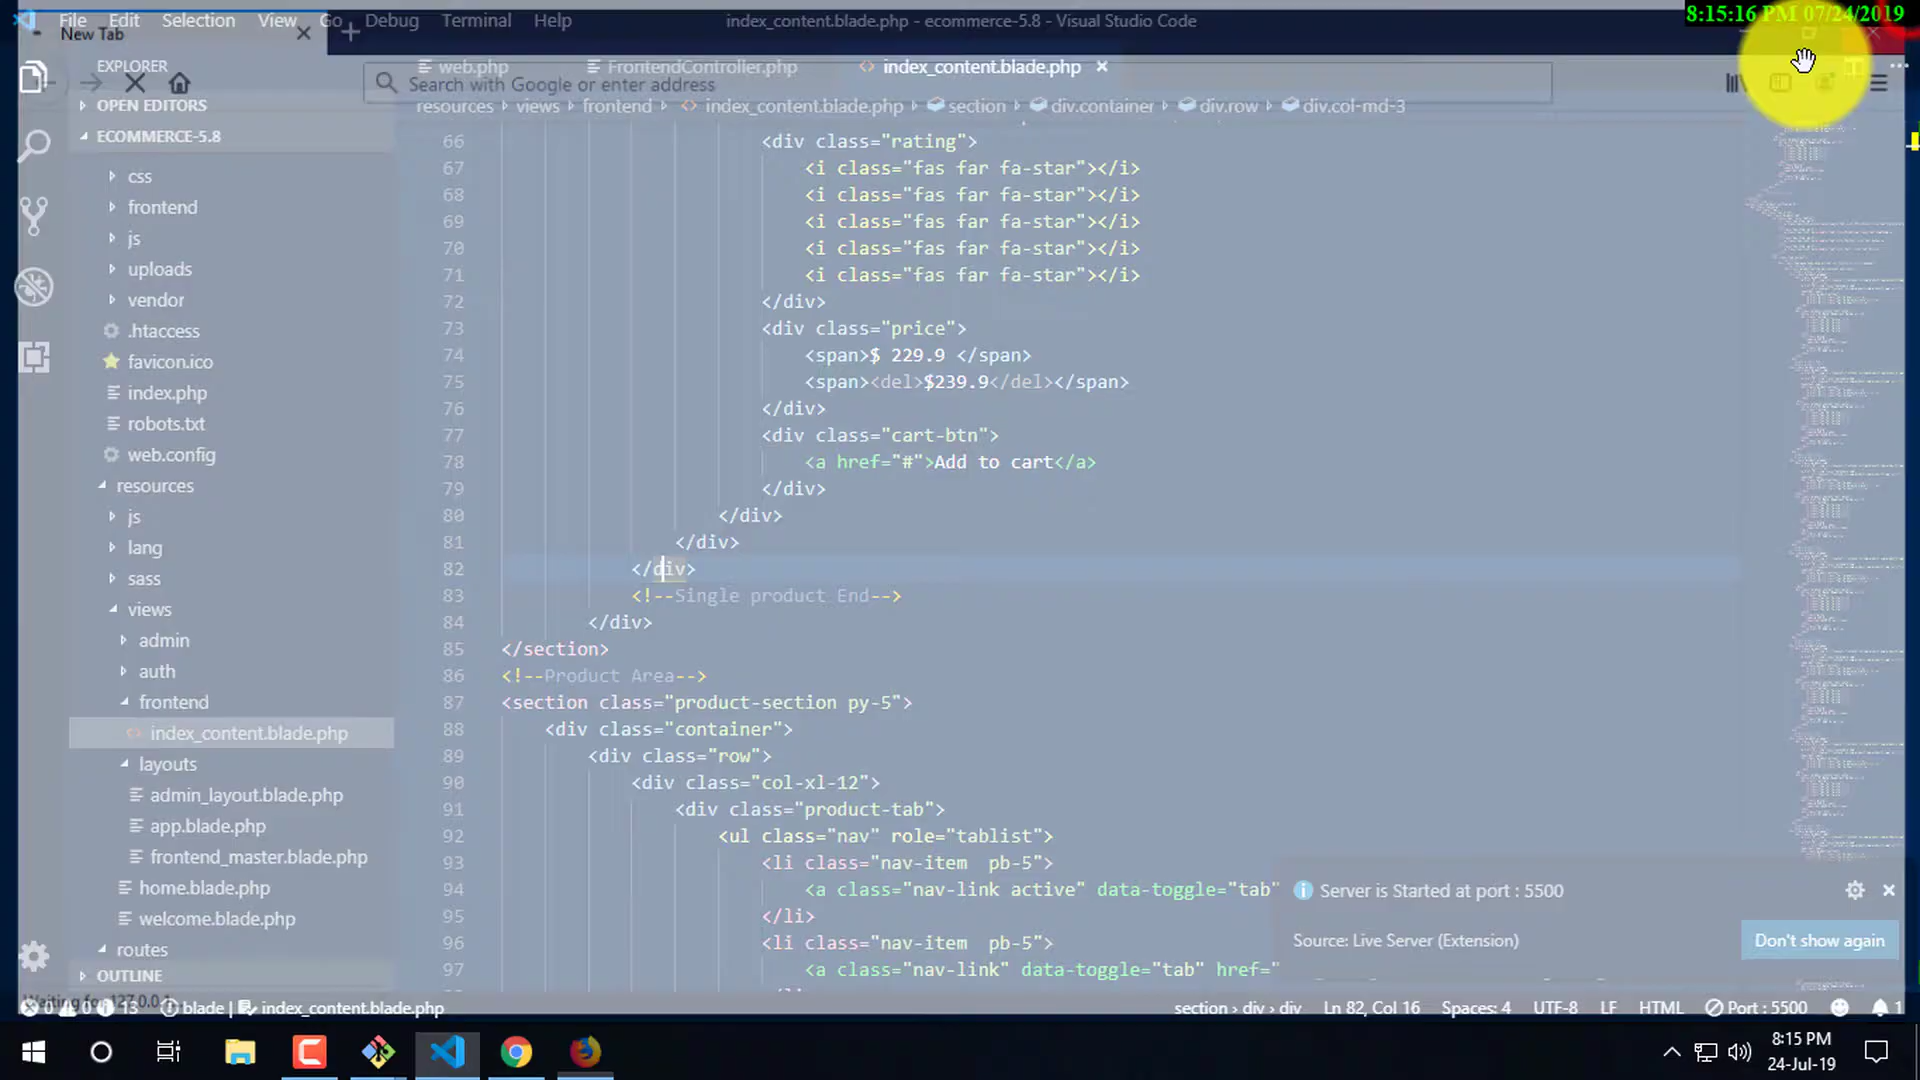 File Edit Selection View Go Debug Terminal Help
index_content.blade.php - ecommerce-5.8 - Visual Studio Code
8:15:16 PM 07/24/2019
New Tab
Search with Google or enter address
EXPLORER
OPEN EDITORS
ECOMMERCE-5.8
css
frontend
js
uploads
vendor
.htaccess
favicon.ico
index.php
robots.txt
web.config
resources
js
lang
sass
views
admin
auth
frontend
index_content.blade.php
layouts
admin_layout.blade.php
app.blade.php
frontend_master.blade.php
home.blade.php
welcome.blade.php
routes
OUTLINE
web.php FrontendController.php index_content.blade.php
resources › views › frontend › index_content.blade.php › section › div.container › div.row › div.col-md-3
66 <div class="rating">
67 <i class="fas far fa-star"></i>
68 <i class="fas far fa-star"></i>
69 <i class="fas far fa-star"></i>
70 <i class="fas far fa-star"></i>
71 <i class="fas far fa-star"></i>
72 </div>
73 <div class="price">
74 <span>$ 229.9 </span>
75 <span><del>$239.9</del></span>
76 </div>
77 <div class="cart-btn">
78 <a href="#">Add to cart</a>
79 </div>
80 </div>
81 </div>
82 </div>
83 <!--Single product End-->
84 </div>
85 </section>
86 <!--Product Area-->
87 <section class="product-section py-5">
88 <div class="container">
89 <div class="row">
90 <div class="col-xl-12">
91 <div class="product-tab">
92 <ul class="nav" role="tablist">
93 <li class="nav-item  pb-5">
94 <a class="nav-link active" data-toggle="tab"
95 </li>
96 <li class="nav-item  pb-5">
97 <a class="nav-link" data-toggle="tab" href="
Server is Started at port : 5500
Source: Live Server (Extension)
Don't show again
Waiting for 127.0.0.1
0 0 13 blade | index_content.blade.php
section › div › div Ln 82, Col 16 Spaces: 4 UTF-8 LF HTML Port : 5500 1
8:15 PM
24-Jul-19